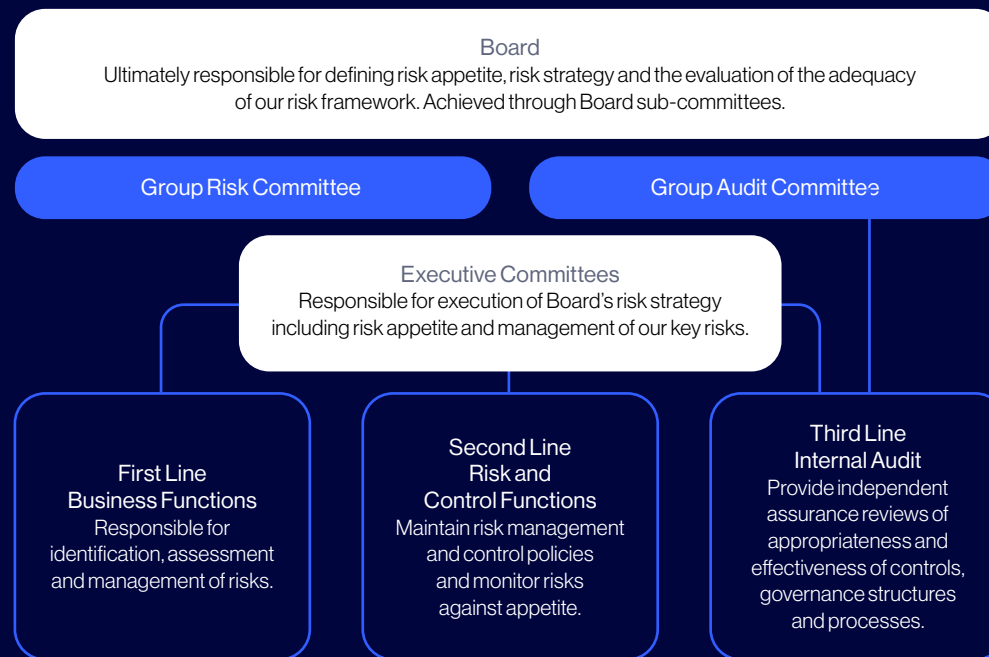 Board
Ultimately responsible for defining risk appetite, risk strategy and the evaluation of the adequacy
of our risk framework. Achieved through Board sub-committees.
Group Risk Committee
Group Audit Committee
Executive Committees
Responsible for execution of Board's risk strategy
including risk appetite and management of our key risks.
First Line
Business Functions
Responsible for
identification, assessment
and management of risks.
Second Line
Risk and
Control Functions
Maintain risk management
and control policies
and monitor risks
against appetite.
Third Line
Internal Audit
Provide independent
assurance reviews of
appropriateness and
effectiveness of controls,
governance structures
and processes.